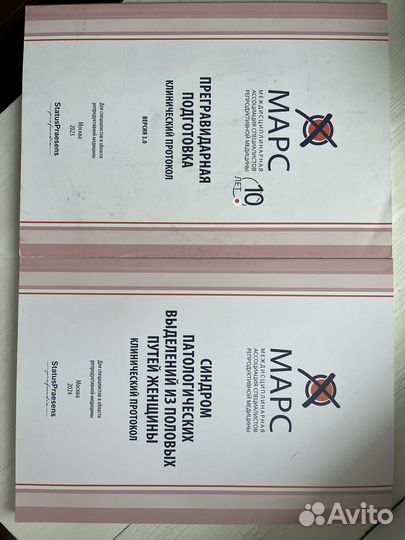 МАРС
МЕЖДИСЦИПЛИНАРНАЯ
АССОЦИАЦИЯ СПЕЦИАЛИСТОВ
РЕПРОДУКТИВНОЙ МЕДИЦИНЫ
10
ЛЕТ
ПРЕГРАВИДАРНАЯ
ПОДГОТОВКА
КЛИНИЧЕСКИЙ ПРОТОКОЛ
ВЕРСИЯ 3.0
Для специалистов в области
репродуктивной медицины
Москва
2023
StatusPraesens
profmedia
МАРС
МЕЖДИСЦИПЛИНАРНАЯ
АССОЦИАЦИЯ СПЕЦИАЛИСТОВ
РЕПРОДУКТИВНОЙ МЕДИЦИНЫ
СИНДРОМ
ПАТОЛОГИЧЕСКИХ
ВЫДЕЛЕНИЙ ИЗ ПОЛОВЫХ
ПУТЕЙ ЖЕНЩИНЫ
КЛИНИЧЕСКИЙ ПРОТОКОЛ
Для специалистов в области
репродуктивной медицины
Москва
2024
StatusPraesens
profmedia
Avito